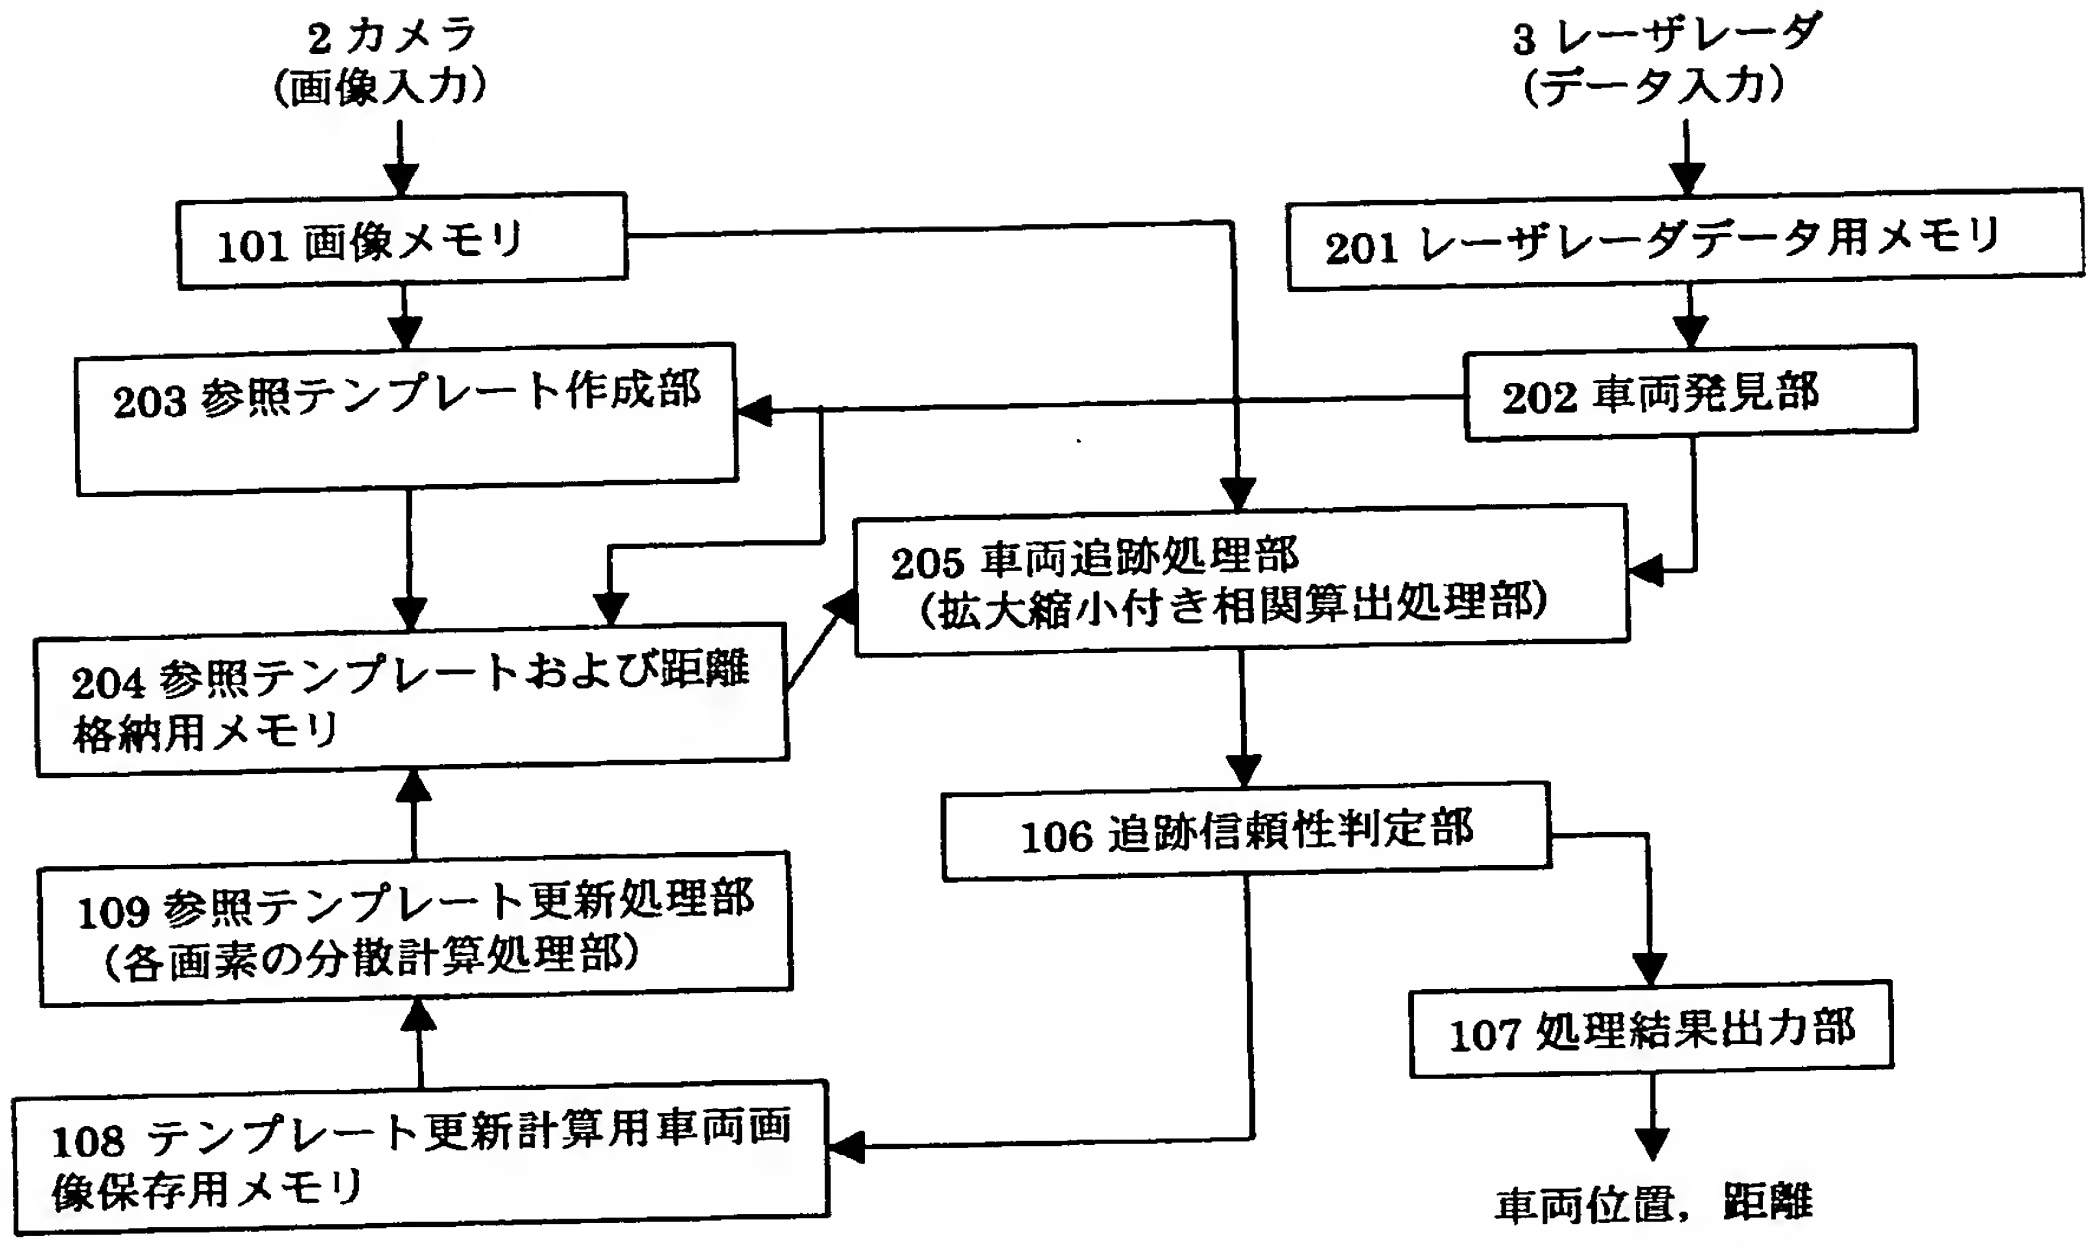 2 カメラ
(画像入力)
3 レーザレーダ
(データ入力)
101 画像メモリ
201 レーザレーダデータ用メモリ
203 参照テンプレート作成部
202 車両発見部
205 車両追跡処理部
(拡大縮小付き相関算出処理部)
204 参照テンプレートおよび距離
格納用メモリ
106 追跡信頼性判定部
109 参照テンプレート更新処理部
(各画素の分散計算処理部)
107 処理結果出力部
108 テンプレート更新計算用車両画
像保存用メモリ
車両位置, 距離